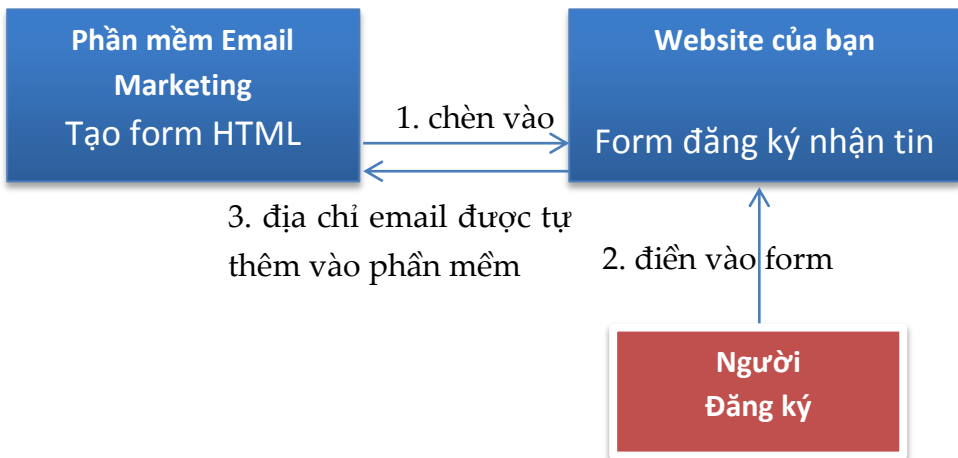 Phần mềm Email
Marketing
Tạo form HTML
1. chèn vào
Website của bạn
Form đăng ký nhận tin
3. địa chỉ email được tự
thêm vào phần mềm
2. điền vào form
Người
Đăng ký